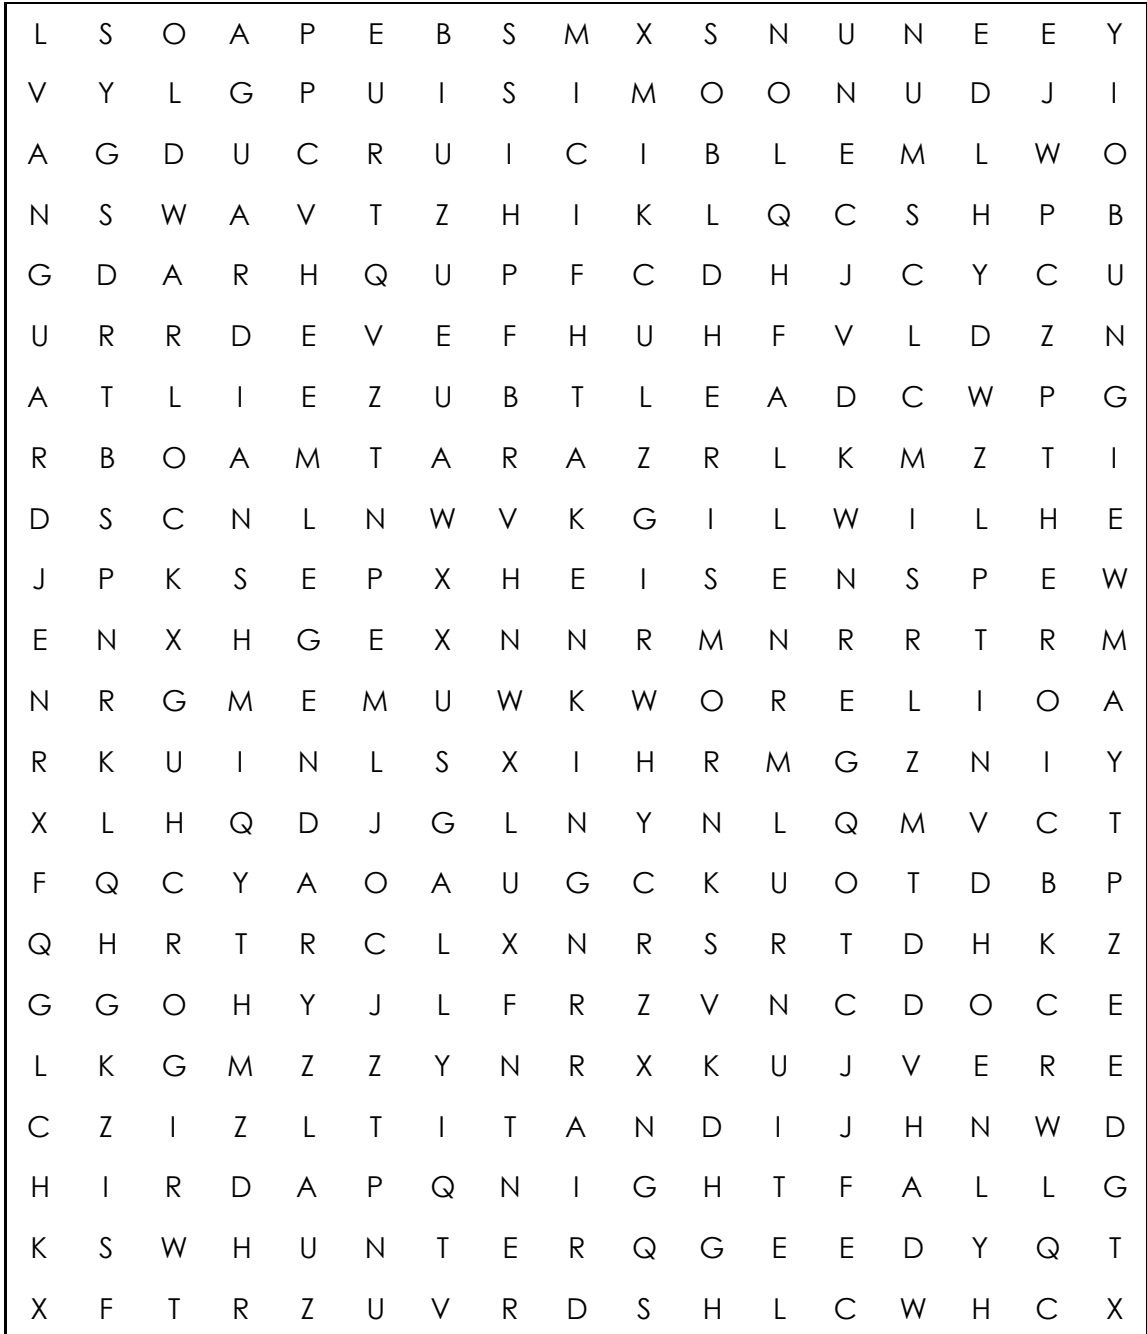 L S O A P E B S M X S N U N E E Y
V Y L G P U I S I M O O N U D J I
A G D U C R U I C I B L E M L W O
N S W A V T Z H I K L Q C S H P B
G D A R H Q U P F C D H J C Y C U
U R R D E V E F H U H F V L D Z N
A T L I E Z U B T L E A D C W P G
R B O A M T A R A Z R L K M Z T I
D S C N L N W V K G I L W I L H E
J P K S E P X H E I S E N S P E W
E N X H G E X N N R M N R R T R M
N R G M E M U W K W O R E L I O A
R K U I N L S X I H R M G Z N I Y
X L H Q D J G L N Y N L Q M V C T
F Q C Y A O A U G C K U O T D B P
Q H R T R C L X N R S R T D H K Z
G G O H Y J L F R Z V N C D O C E
L K G M Z Z Y N R X K U J V E R E
C Z I Z L T I T A N D I J H N W D
H I R D A P Q N I G H T F A L L G
K S W H U N T E R Q G E E D Y Q T
X F T R Z U V R D S H L C W H C X